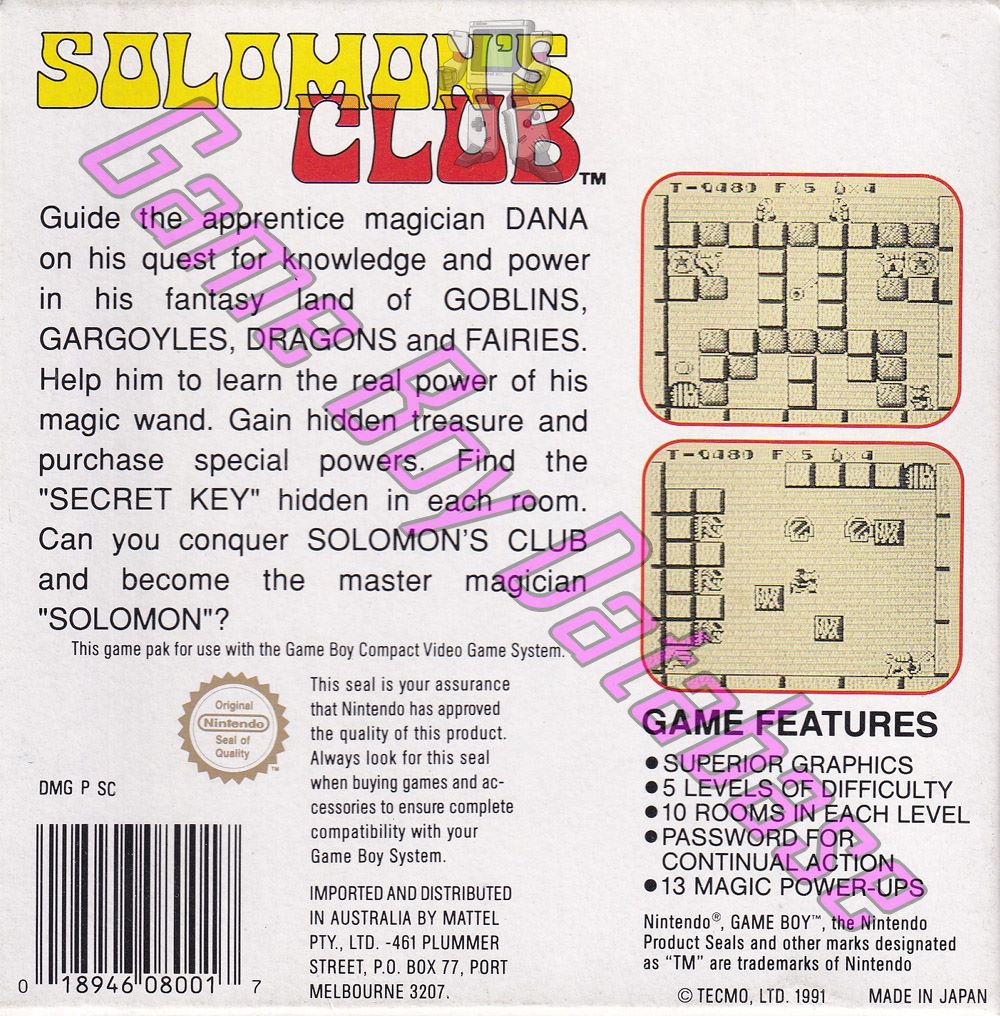 SOLOMON'S
CLUB™
Guide the apprentice magician DANA
on his quest for knowledge and power
in his fantasy land of GOBLINS,
GARGOYLES, DRAGONS and FAIRIES.
Help him to learn the real power of his
magic wand. Gain hidden treasure and
purchase special powers. Find the
"SECRET KEY" hidden in each room.
Can you conquer SOLOMON'S CLUB
and become the master magician
"SOLOMON"?
This game pak for use with the Game Boy Compact Video Game System.
Game Boy Database
T-0480 F×5 Q×4
T-0480 F×5 Q×4
Original
Nintendo
Seal of
Quality
TM
This seal is your assurance
that Nintendo has approved
the quality of this product.
Always look for this seal
when buying games and ac-
cessories to ensure complete
compatibility with your
Game Boy System.
DMG P SC
IMPORTED AND DISTRIBUTED
IN AUSTRALIA BY MATTEL
PTY., LTD. -461 PLUMMER
STREET, P.O. BOX 77, PORT
MELBOURNE 3207.
0 18946 08001 7
GAME FEATURES
● SUPERIOR GRAPHICS
● 5 LEVELS OF DIFFICULTY
● 10 ROOMS IN EACH LEVEL
● PASSWORD FOR
CONTINUAL ACTION
● 13 MAGIC POWER-UPS
Nintendo®, GAME BOY™, the Nintendo
Product Seals and other marks designated
as "TM" are trademarks of Nintendo
© TECMO, LTD. 1991 MADE IN JAPAN